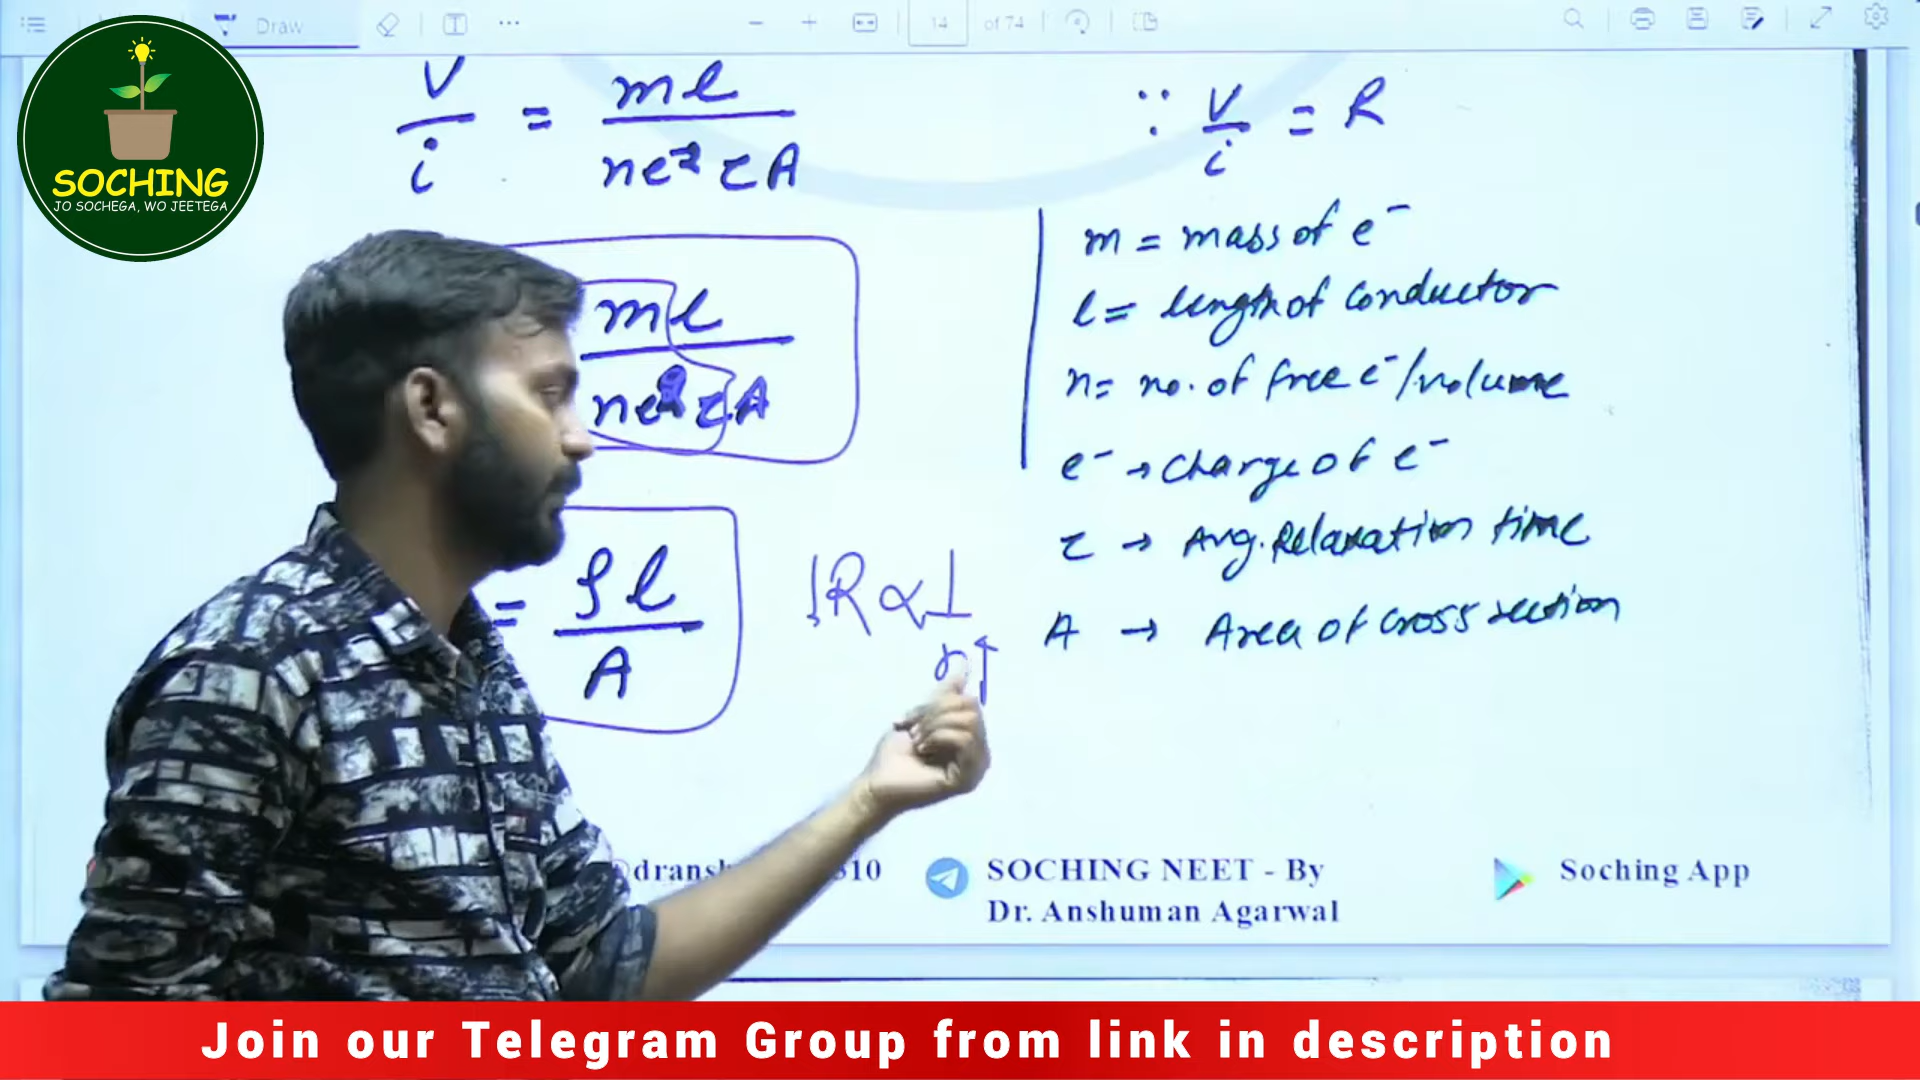 Draw
14 of 74
SOCHING
JO SOCHEGA, WO JEETEGA
V/i = ml/ne²τA
∵ V/i = R
m = mass of e⁻
l = length of conductor
n = no. of free e⁻/volume
e⁻ → charge of e⁻
τ → Avg. Relaxation time
A → Area of cross section
ml/ne²τA
= ρl/A
↓R ∝ 1/n↑
SOCHING NEET - By
Dr. Anshuman Agarwal
Soching App
Join our Telegram Group from link in description